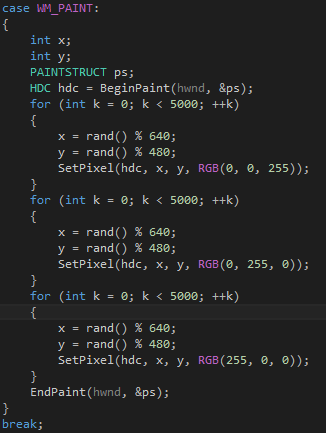 case WM_PAINT:
{
    int x;
    int y;
    PAINTSTRUCT ps;
    HDC hdc = BeginPaint(hwnd, &ps);
    for (int k = 0; k < 5000; ++k)
    {
        x = rand() % 640;
        y = rand() % 480;
        SetPixel(hdc, x, y, RGB(0, 0, 255));
    }
    for (int k = 0; k < 5000; ++k)
    {
        x = rand() % 640;
        y = rand() % 480;
        SetPixel(hdc, x, y, RGB(0, 255, 0));
    }
    for (int k = 0; k < 5000; ++k)
    {
        x = rand() % 640;
        y = rand() % 480;
        SetPixel(hdc, x, y, RGB(255, 0, 0));
    }
    EndPaint(hwnd, &ps);
}
break;